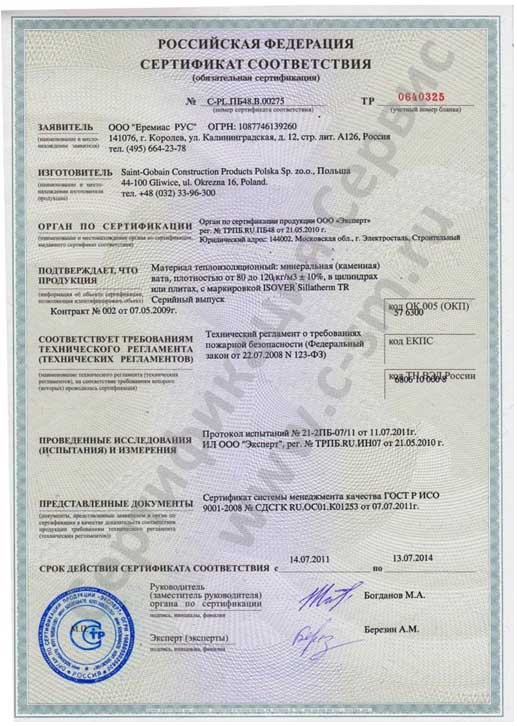 РОССИЙСКАЯ ФЕДЕРАЦИЯ
СЕРТИФИКАТ СООТВЕТСТВИЯ
(обязательная сертификация)
№ C-PL.ПБ48.В.00275 ТР 0640325
(номер сертификата соответствия) (учетный номер бланка)
ЗАЯВИТЕЛЬ ООО "Еремиас РУС" ОГРН: 1087746139260
(наименование и место- 141076, г. Королев, ул. Калининградская, д. 12, стр. лит. А126, Россия
нахождение заявителя) тел. (495) 664-23-78
ИЗГОТОВИТЕЛЬ Saint-Gobain Construction Products Polska Sp. zo.o., Польша
(наименование и место- 44-100 Gliwice, ul. Okrezna 16, Poland.
нахождение изготовителя тел. +48 (032) 33-96-300
продукции)
ОРГАН ПО СЕРТИФИКАЦИИ Орган по сертификации продукции ООО «Эксперт»
(наименование и местонахождение органа по сертификации, рег. № ТРПБ.RU.ПБ48 от 21.05.2010 г.
выдавшего сертификат соответствия) Юридический адрес: 144002. Московская обл., г. Электросталь, Строительный
ПОДТВЕРЖДАЕТ, ЧТО Материал теплоизоляционный: минеральная (каменная)
ПРОДУКЦИЯ вата, плотностью от 80 до 120,кг/м3 ± 10%, в цилиндрах
(информация об объекте сертификации, или плитах, с маркировкой ISOVER Sillatherm TR
позволяющая идентифицировать объект) Серийный выпуск
Контракт № 002 от 07.05.2009г.
код ОК 005 (ОКП)
57 6300
СООТВЕТСТВУЕТ ТРЕБОВАНИЯМ Технический регламент о требованиях
ТЕХНИЧЕСКОГО РЕГЛАМЕНТА пожарной безопасности (Федеральный код ЕКПС
(ТЕХНИЧЕСКИХ РЕГЛАМЕНТОВ) закон от 22.07.2008 N 123-ФЗ)
(наименование технического регламента (технических код ТН ВЭД России
регламентов), на соответствие требованиям которого 6806 10 000 8
(которых) проводилась сертификация)
ПРОВЕДЕННЫЕ ИССЛЕДОВАНИЯ Протокол испытаний № 21-2ПБ-07/11 от 11.07.2011г.
(ИСПЫТАНИЯ) И ИЗМЕРЕНИЯ ИЛ ООО "Эксперт", рег. № ТРПБ.RU.ИН07 от 21.05.2010 г.
ПРЕДСТАВЛЕННЫЕ ДОКУМЕНТЫ Сертификат системы менеджмента качества ГОСТ Р ИСО
(документы, представленные заявителем в орган по 9001-2008 № СДСГК RU.ОС01.К01253 от 07.07.2011г.
сертификации в качестве доказательств соответствия
продукции требованиям технического регламента
(технических регламентов))
СРОК ДЕЙСТВИЯ СЕРТИФИКАТА СООТВЕТСТВИЯ с 14.07.2011 по 13.07.2014
Руководитель
(заместитель руководителя) Богданов М.А.
органа по сертификации
подпись, инициалы, фамилия
М.П.
Эксперт (эксперты) Березин А.М.
подпись, инициалы, фамилия
СТР
РОССИЯ
Сертификация Сервис
www.c-sm.ru